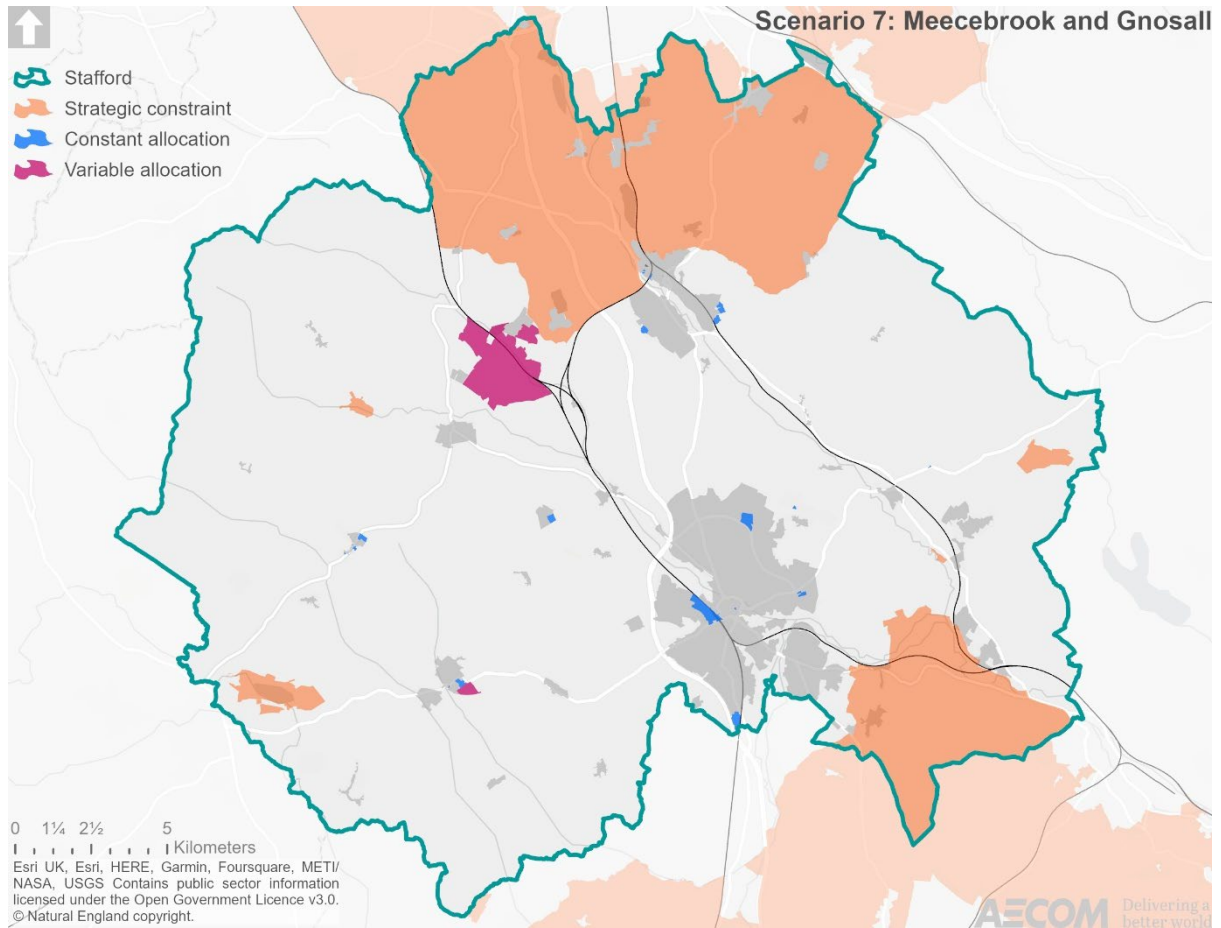 Scenario 7: Meecebrook and Gnosall
Stafford
Strategic constraint
Constant allocation
Variable allocation
0 1¼ 2½ 5
Kilometers
Esri UK, Esri, HERE, Garmin, Foursquare, METI/
NASA, USGS Contains public sector information
licensed under the Open Government Licence v3.0.
© Natural England copyright.
AECOM Delivering a
better world